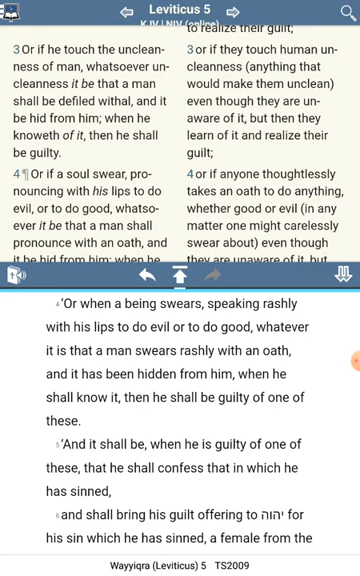 Leviticus 5
KJV | NIV (online)
to realize their guilt;
3 Or if he touch the unclean-
ness of man, whatsoever un-
cleanness it be that a man
shall be defiled withal, and it
be hid from him; when he
knoweth of it, then he shall
be guilty.
4 ¶ Or if a soul swear, pro-
nouncing with his lips to do
evil, or to do good, whatso-
ever it be that a man shall
pronounce with an oath, and
it be hid from him; when he
3 or if they touch human un-
cleanness (anything that
would make them unclean)
even though they are un-
aware of it, but then they
learn of it and realize their
guilt;
4 or if anyone thoughtlessly
takes an oath to do anything,
whether good or evil (in any
matter one might carelessly
swear about) even though
they are unaware of it, but
4 ‘Or when a being swears, speaking rashly
with his lips to do evil or to do good, whatever
it is that a man swears rashly with an oath,
and it has been hidden from him, when he
shall know it, then he shall be guilty of one of
these.
5 ‘And it shall be, when he is guilty of one of
these, that he shall confess that in which he
has sinned,
6 and shall bring his guilt offering to יהוה for
his sin which he has sinned, a female from the
Wayyiqra (Leviticus) 5 TS2009